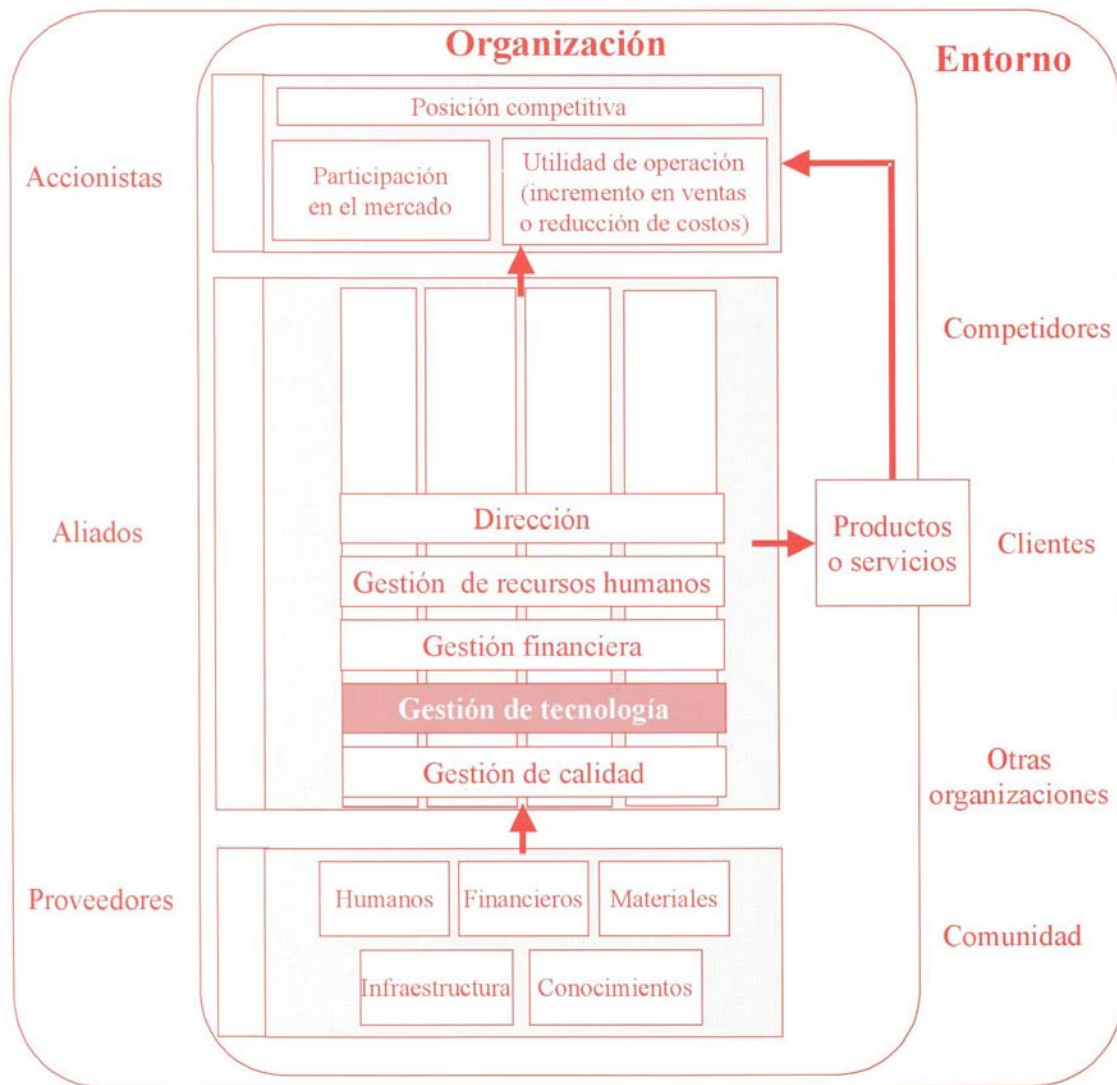 Organización
Entorno
Posición competitiva
Accionistas
Participación
en el mercado
Utilidad de operación
(incremento en ventas
o reducción de costos)
Competidores
Aliados
Dirección
Gestión de recursos humanos
Gestión financiera
Gestión de tecnología
Gestión de calidad
Productos
o servicios
Clientes
Otras
organizaciones
Proveedores
Humanos
Financieros
Materiales
Infraestructura
Conocimientos
Comunidad